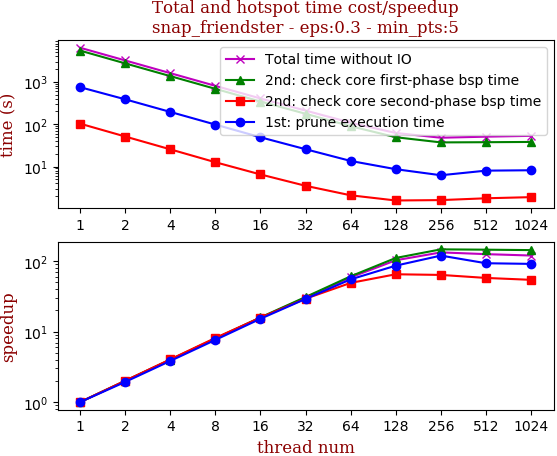 Total and hotspot time cost/speedup
snap_friendster - eps:0.3 - min_pts:5
time (s)
10³
10²
10¹
Total time without IO
2nd: check core first-phase bsp time
2nd: check core second-phase bsp time
1st: prune execution time
1 2 4 8 16 32 64 128 256 512 1024
speedup
10²
10¹
10⁰
1 2 4 8 16 32 64 128 256 512 1024
thread num